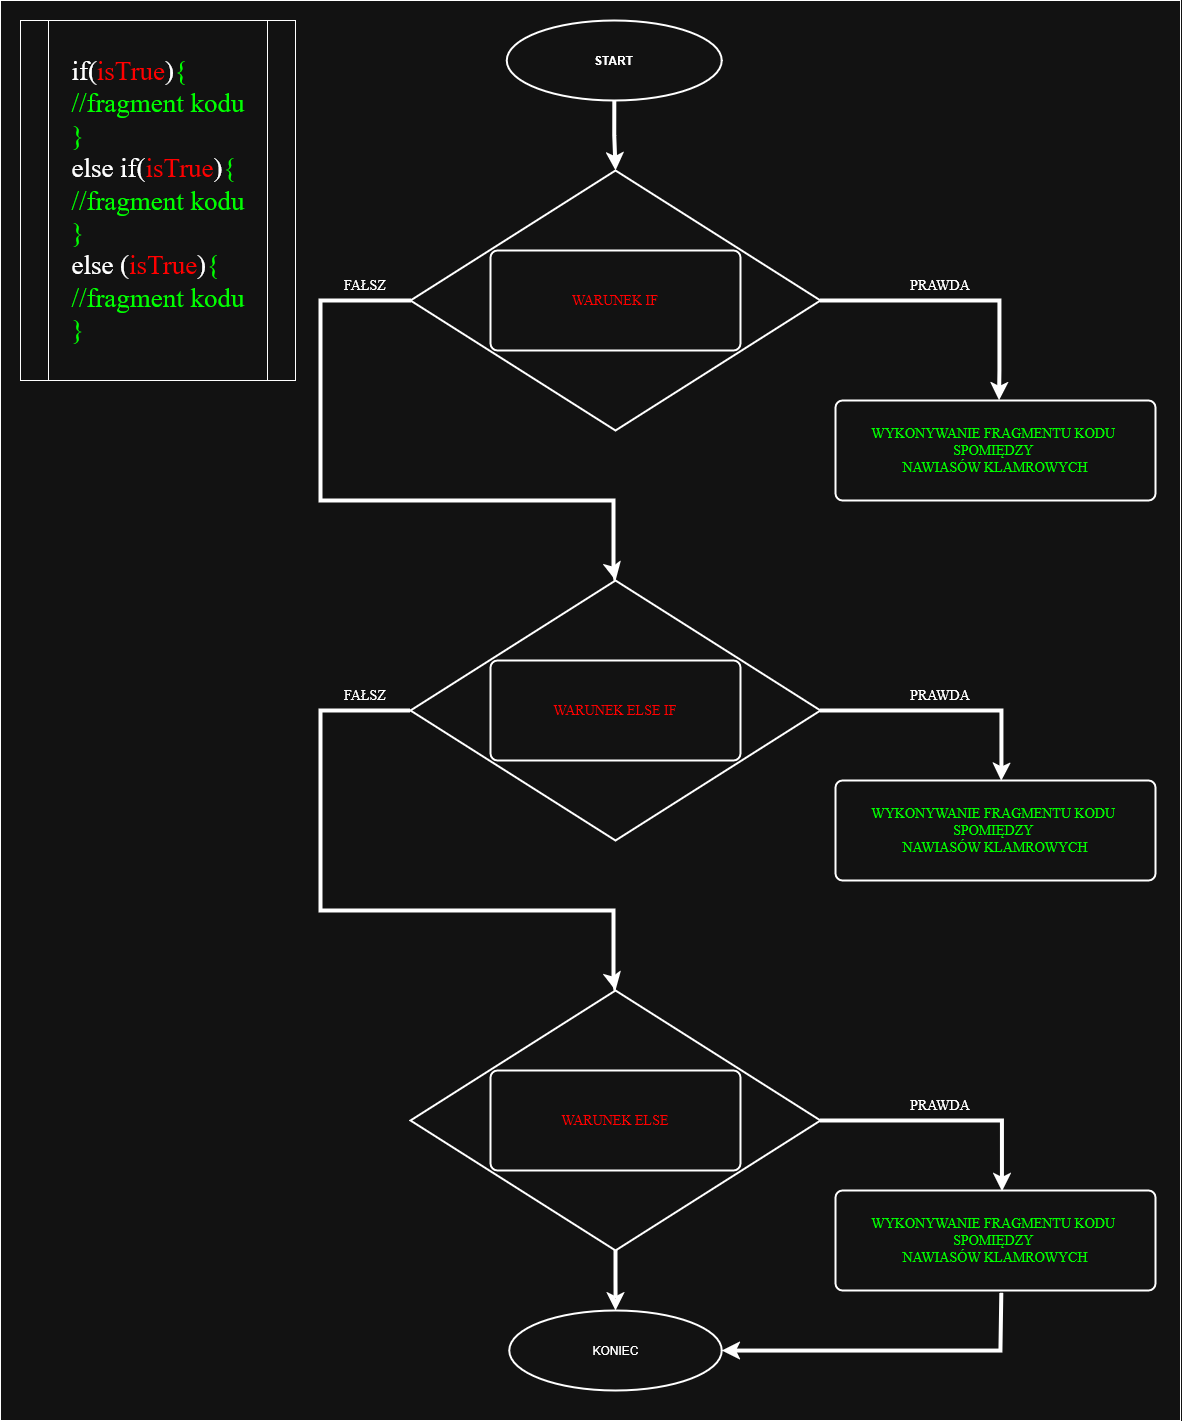 if(isTrue){
//fragment kodu
}
else if(isTrue){
//fragment kodu
}
else (isTrue){
//fragment kodu
}
START
WARUNEK IF
FAŁSZ
PRAWDA
WYKONYWANIE FRAGMENTU KODU
SPOMIĘDZY
NAWIASÓW KLAMROWYCH
WARUNEK ELSE IF
FAŁSZ
PRAWDA
WYKONYWANIE FRAGMENTU KODU
SPOMIĘDZY
NAWIASÓW KLAMROWYCH
WARUNEK ELSE
PRAWDA
WYKONYWANIE FRAGMENTU KODU
SPOMIĘDZY
NAWIASÓW KLAMROWYCH
KONIEC